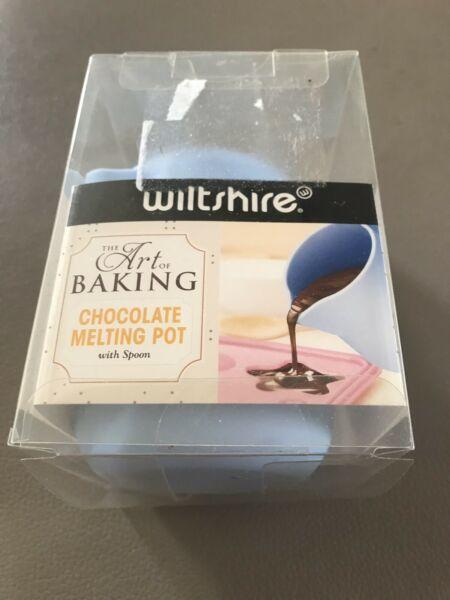 wiltshire®
THE
Art OF
BAKING
CHOCOLATE
MELTING POT
with Spoon